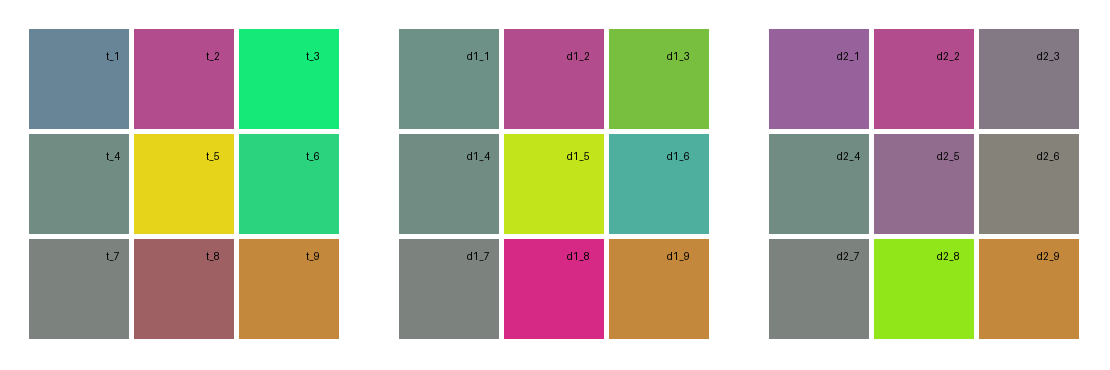 t_1 t_2 t_3 d1_1 d1_2 d1_3 d2_1 d2_2 d2_3
t_4 t_5 t_6 d1_4 d1_5 d1_6 d2_4 d2_5 d2_6
t_7 t_8 t_9 d1_7 d1_8 d1_9 d2_7 d2_8 d2_9